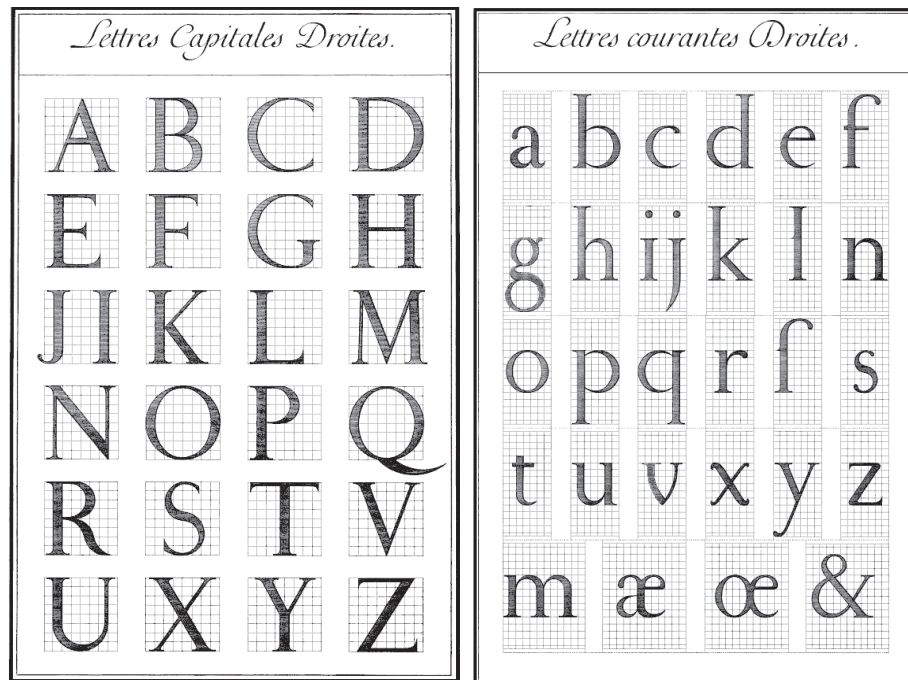 Lettres Capitales Droites.
A B C D
E F G H
J I K L M
N O P Q
R S T V
U X Y Z
Lettres courantes Droites.
a b c d e f
g h i j k l n
o p q r ſ s
t u v x y z
m æ œ &